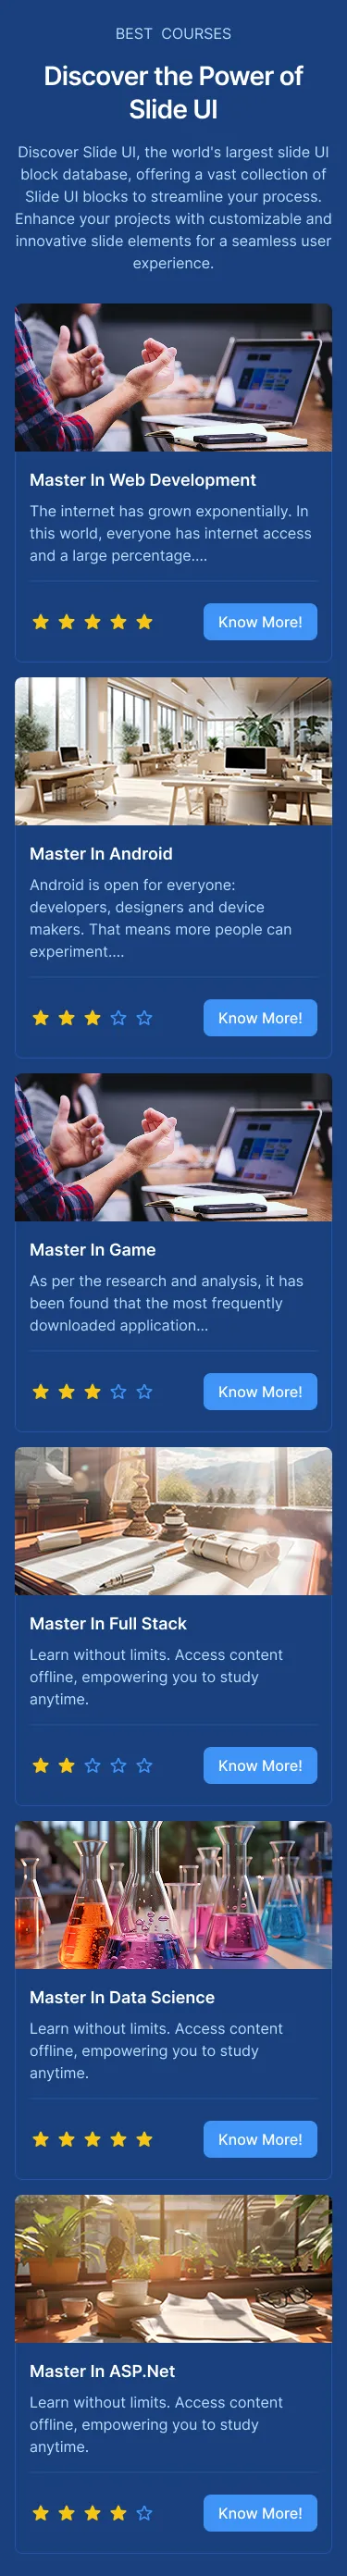 BEST COURSES
Discover the Power of
Slide UI
Discover Slide UI, the world's largest slide UI
block database, offering a vast collection of
Slide UI blocks to streamline your process.
Enhance your projects with customizable and
innovative slide elements for a seamless user
experience.
Master In Web Development
The internet has grown exponentially. In
this world, everyone has internet access
and a large percentage....
Know More!
Master In Android
Android is open for everyone:
developers, designers and device
makers. That means more people can
experiment....
Know More!
Master In Game
As per the research and analysis, it has
been found that the most frequently
downloaded application...
Know More!
Master In Full Stack
Learn without limits. Access content
offline, empowering you to study
anytime.
Know More!
Master In Data Science
Learn without limits. Access content
offline, empowering you to study
anytime.
Know More!
Master In ASP.Net
Learn without limits. Access content
offline, empowering you to study
anytime.
Know More!